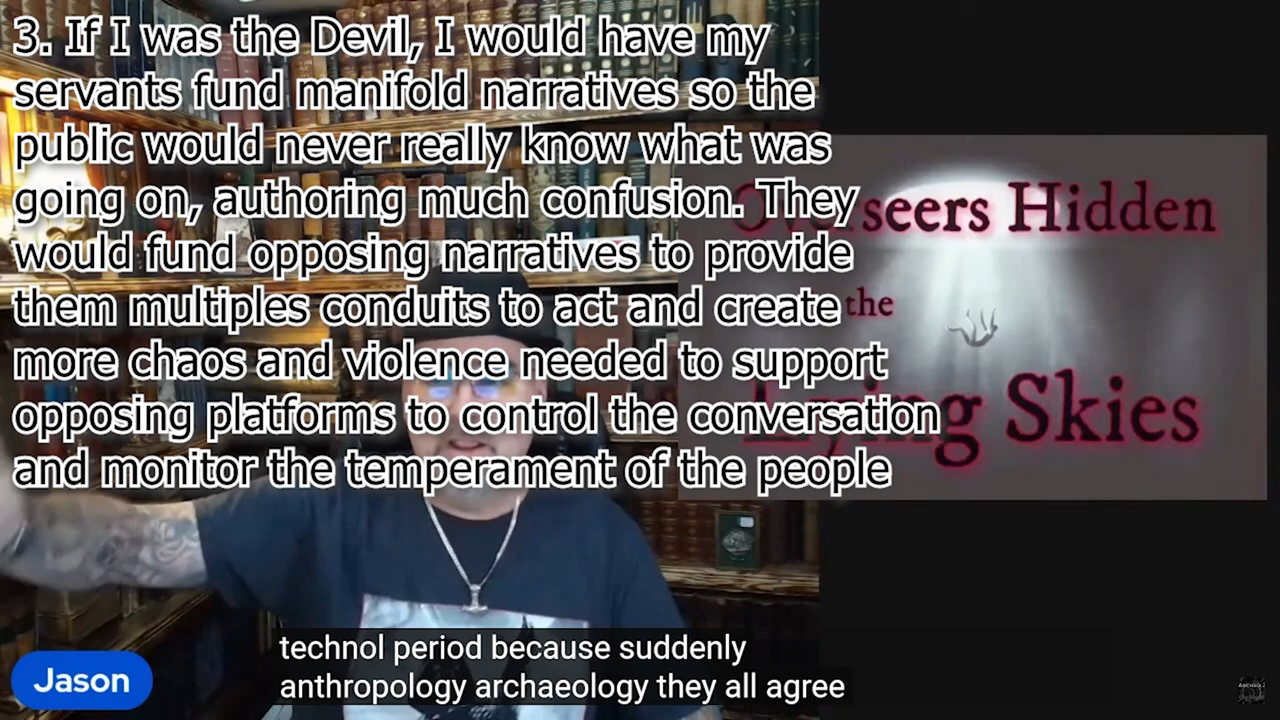 3. If I was the Devil, I would have my
servants fund manifold narratives so the
public would never really know what was
going on, authoring much confusion. They
would fund opposing narratives to provide
them multiples conduits to act and create
more chaos and violence needed to support
opposing platforms to control the conversation
and monitor the temperament of the people
seers Hidden
the
Skies
technol period because suddenly
anthropology archaeology they all agree
Jason